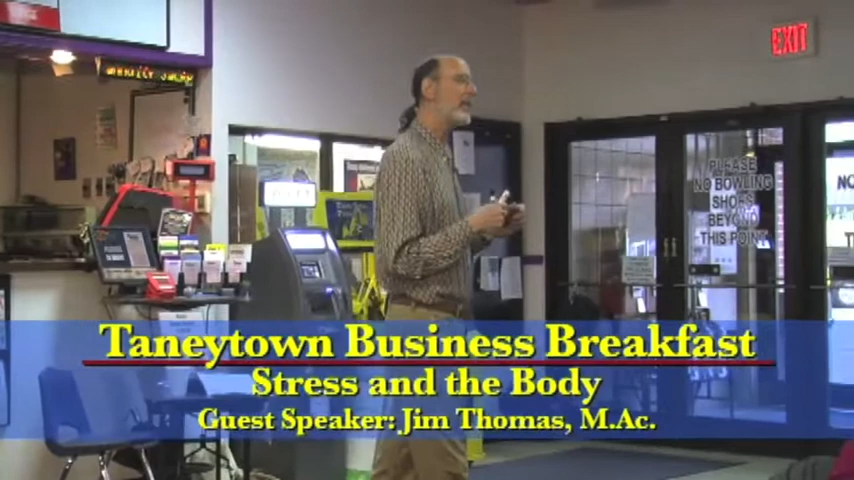 EXIT
PLEASE
NO BOWLING
SHOES
BEYOND
THIS POINT
NO
Taneytown Business Breakfast
Stress and the Body
Guest Speaker: Jim Thomas, M.Ac.